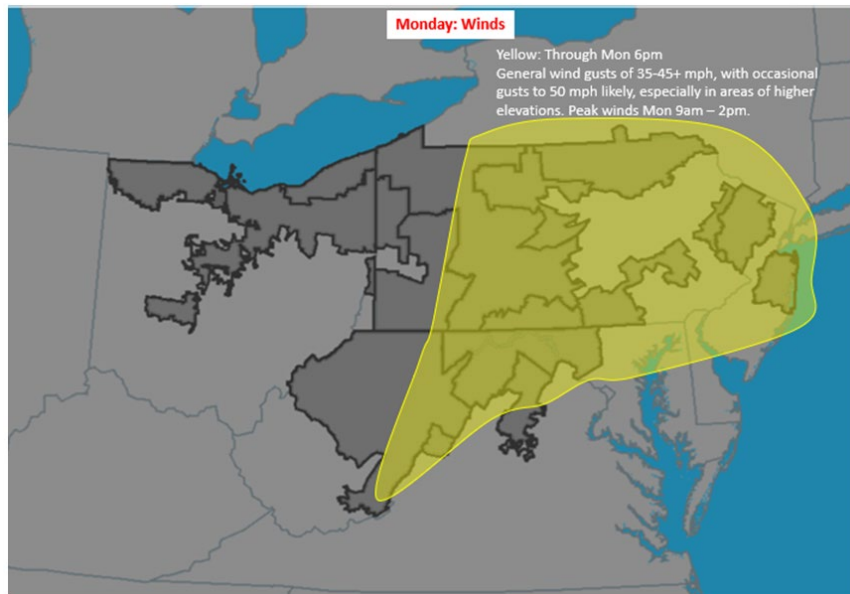 Monday: Winds
Yellow: Through Mon 6pm
General wind gusts of 35-45+ mph, with occasional
gusts to 50 mph likely, especially in areas of higher
elevations. Peak winds Mon 9am – 2pm.